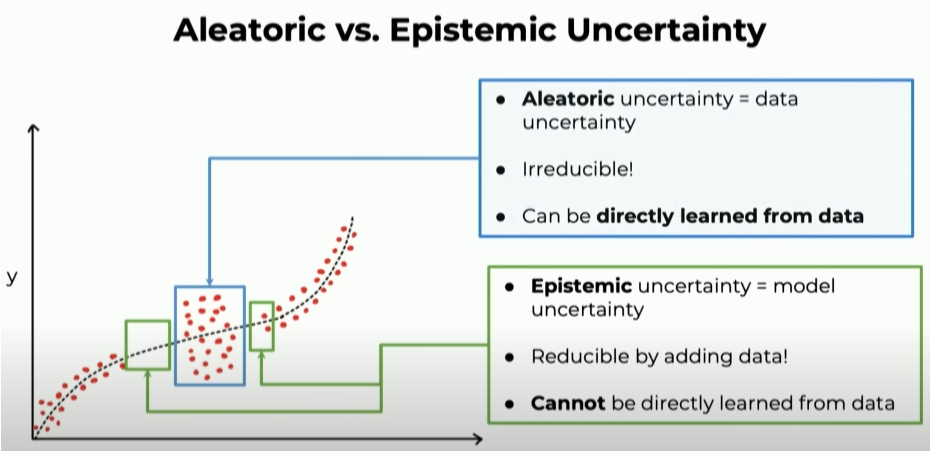 Aleatoric vs. Epistemic Uncertainty
● Aleatoric uncertainty = data
uncertainty
● Irreducible!
● Can be directly learned from data
y
● Epistemic uncertainty = model
uncertainty
● Reducible by adding data!
● Cannot be directly learned from data